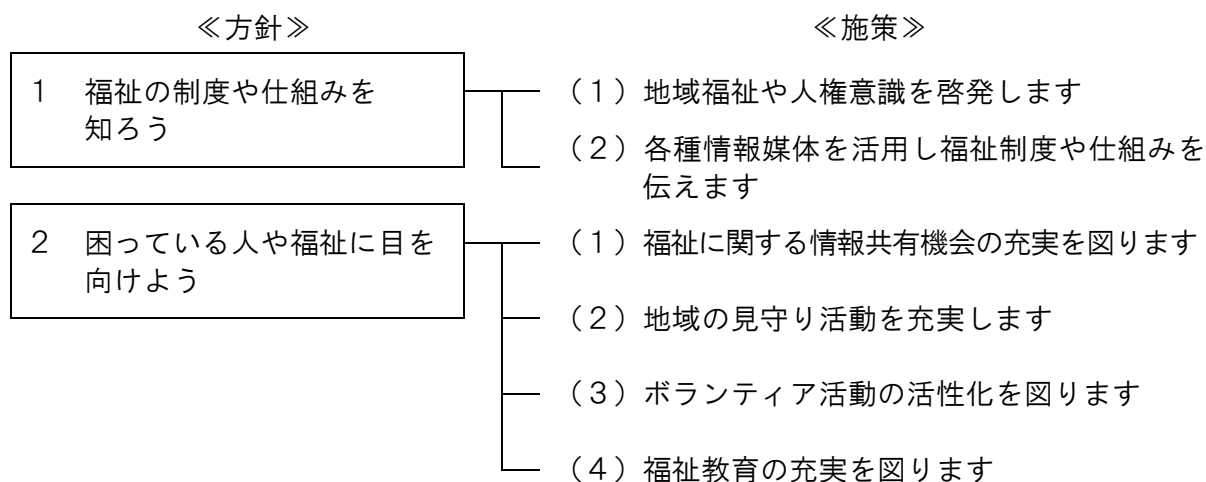 ≪方針≫
≪施策≫
1 福祉の制度や仕組みを
知ろう
（1）地域福祉や人権意識を啓発します
（2）各種情報媒体を活用し福祉制度や仕組みを
伝えます
2 困っている人や福祉に目を
向けよう
（1）福祉に関する情報共有機会の充実を図ります
（2）地域の見守り活動を充実します
（3）ボランティア活動の活性化を図ります
（4）福祉教育の充実を図ります